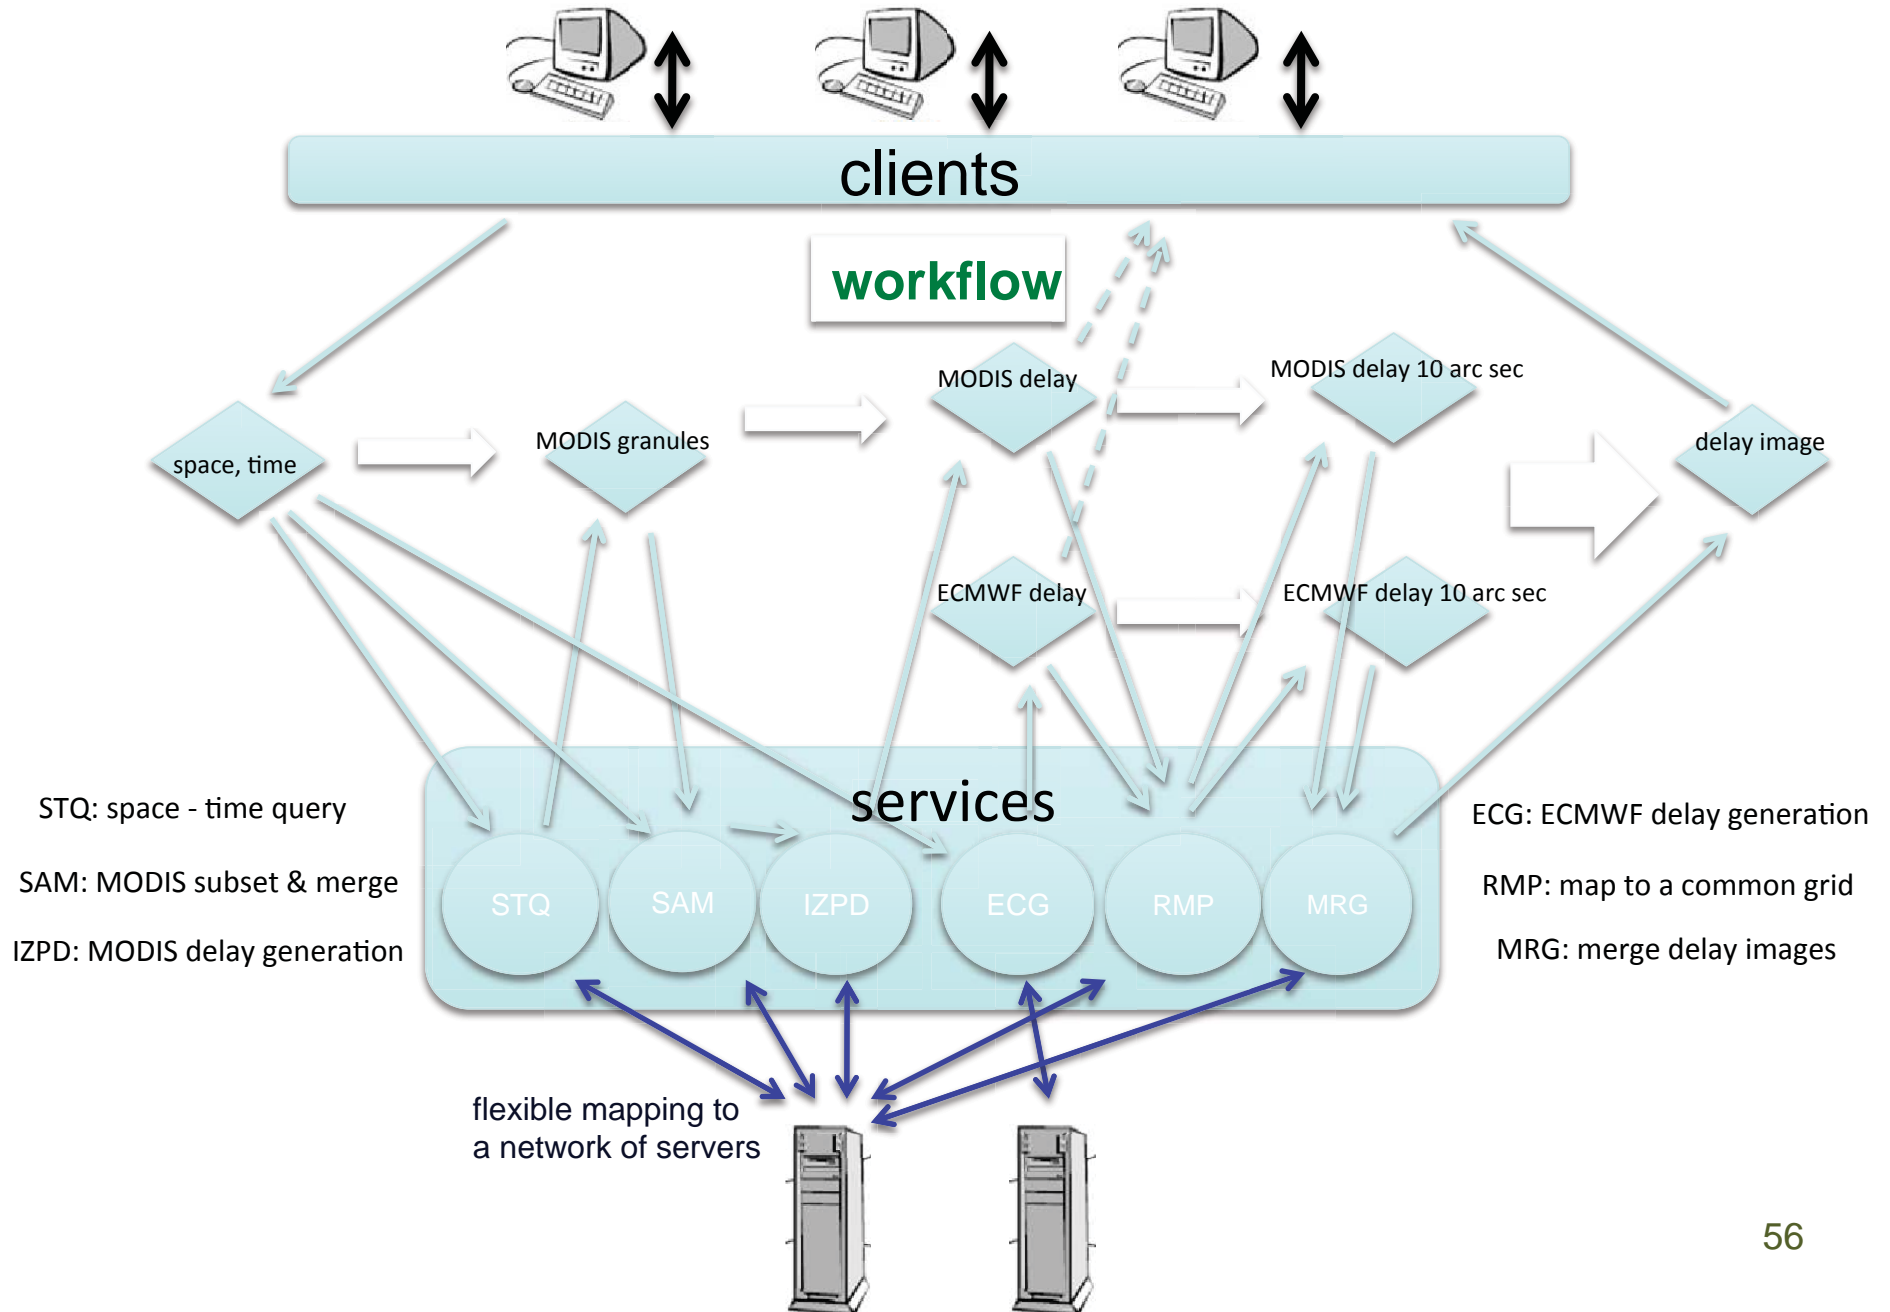 clients
workflow
MODIS delay
MODIS delay 10 arc sec
space, time
MODIS granules
delay image
ECMWF delay
ECMWF delay 10 arc sec
services
STQ: space - time query
SAM: MODIS subset & merge
IZPD: MODIS delay generation
STQ
SAM
IZPD
ECG
RMP
MRG
ECG: ECMWF delay generation
RMP: map to a common grid
MRG: merge delay images
flexible mapping to
a network of servers
56